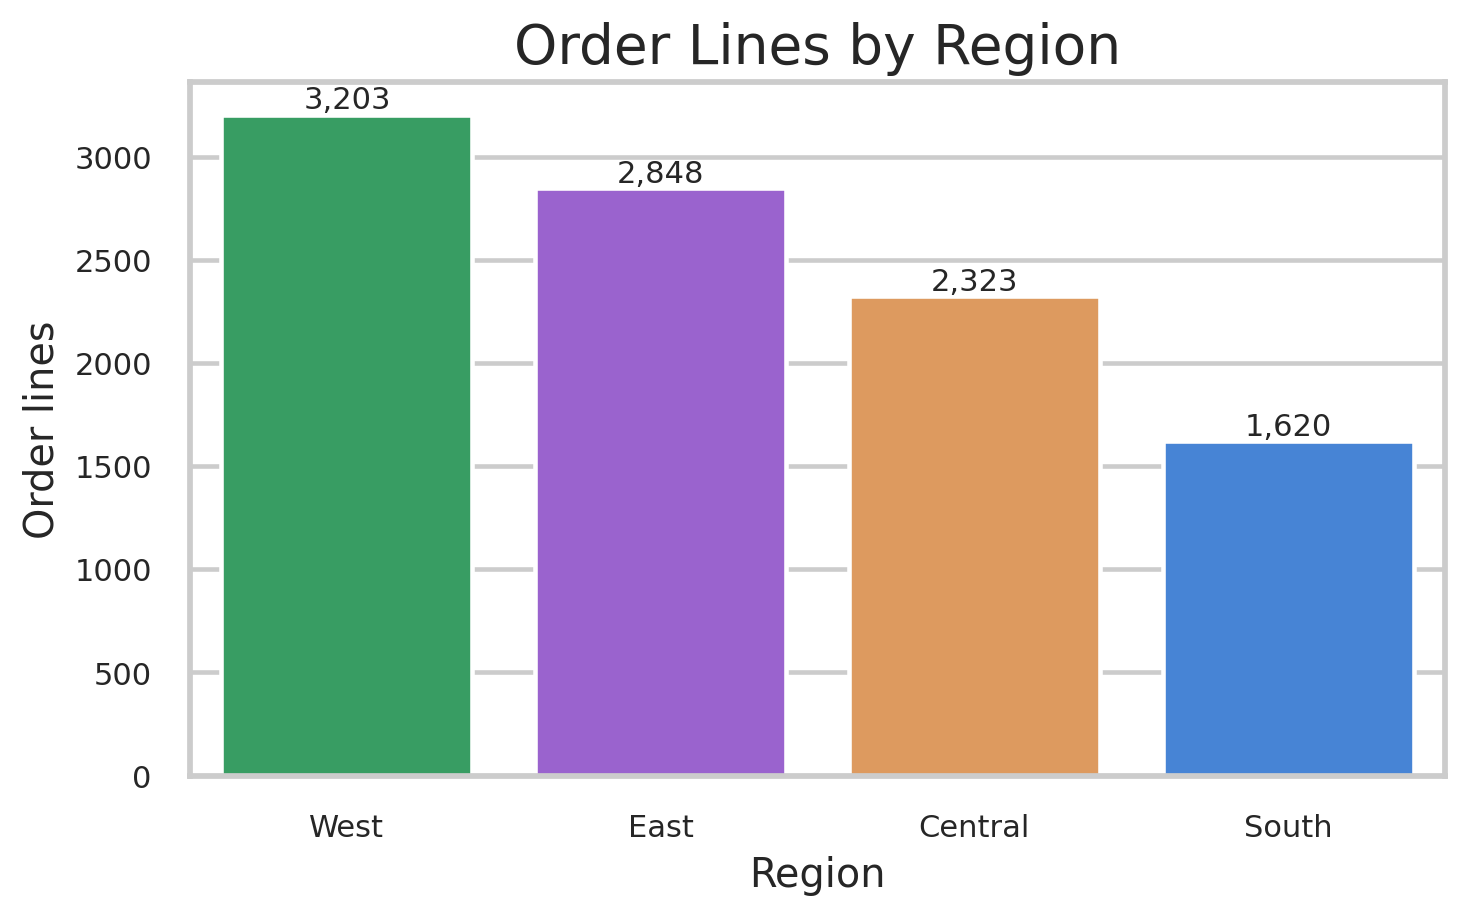 Order Lines by Region
3,203
2,848
2,323
1,620
3000
2500
2000
1500
1000
500
0
Order lines
West
East
Central
South
Region